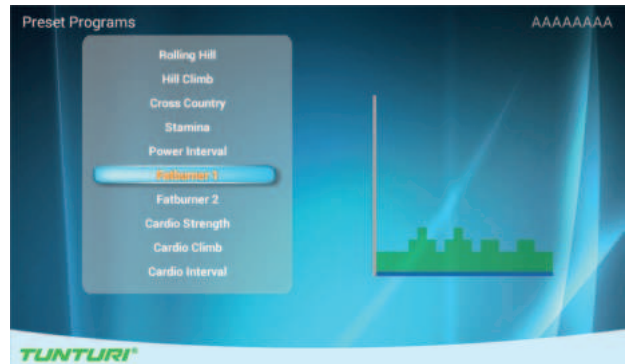 Preset Programs
AAAAAAAA
Rolling Hill
Hill Climb
Cross Country
Stamina
Power Interval
Fatburner 1
Fatburner 2
Cardio Strength
Cardio Climb
Cardio Interval
TUNTURI®